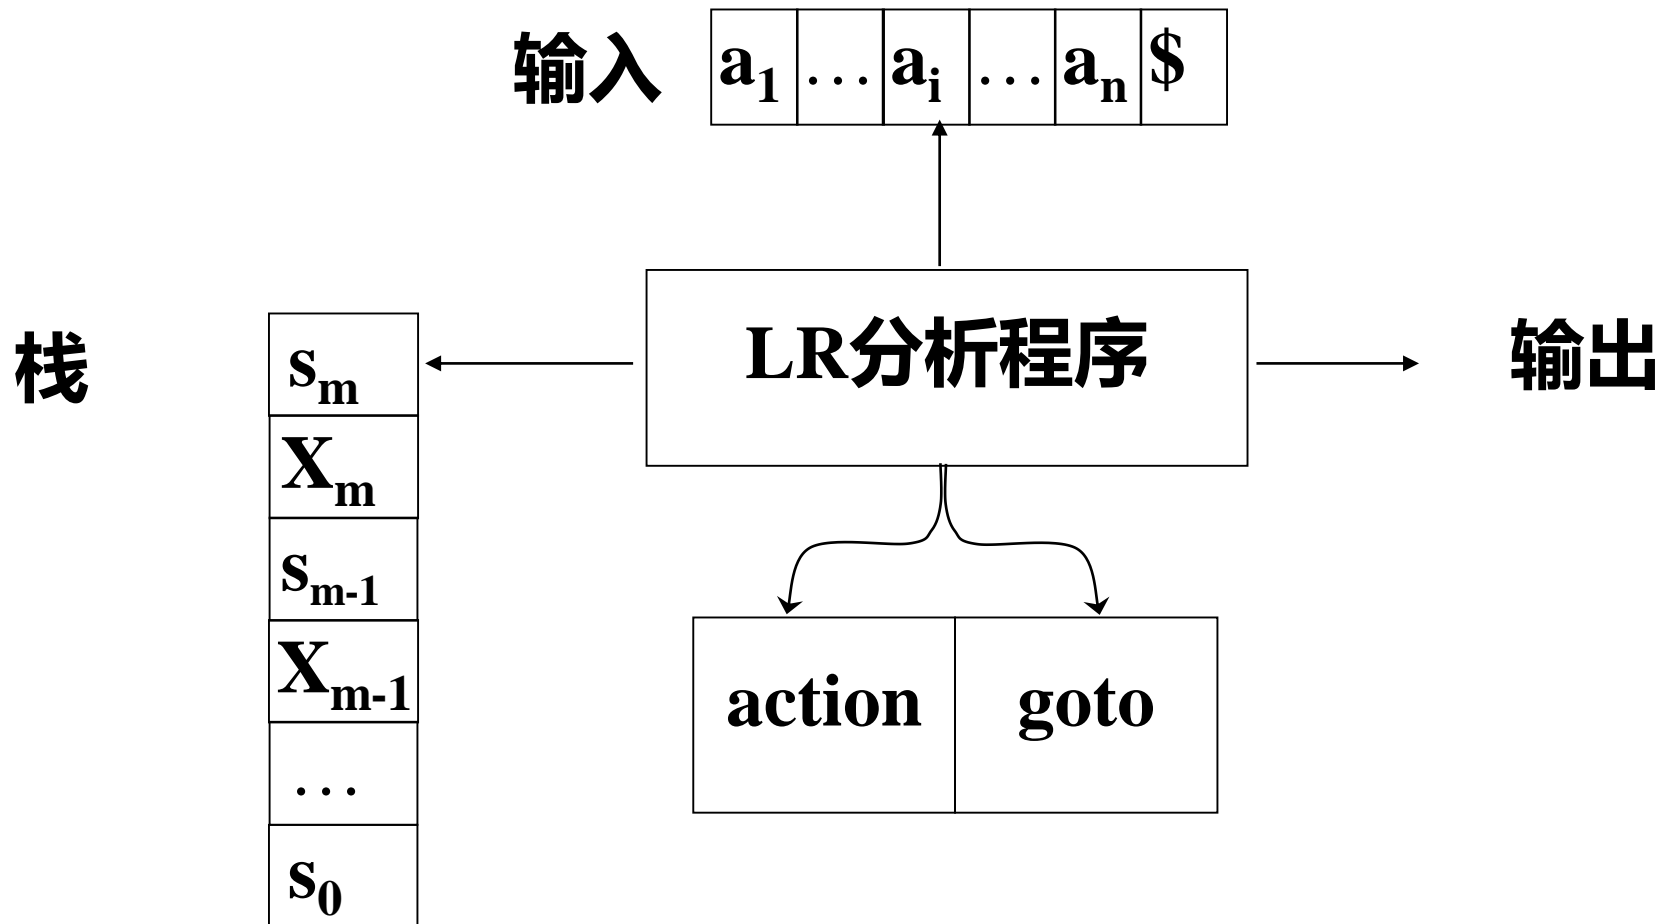 输入 a1 … ai … an $
LR分析程序
输出
栈
sm
Xm
sm-1
Xm-1
…
s0
action goto